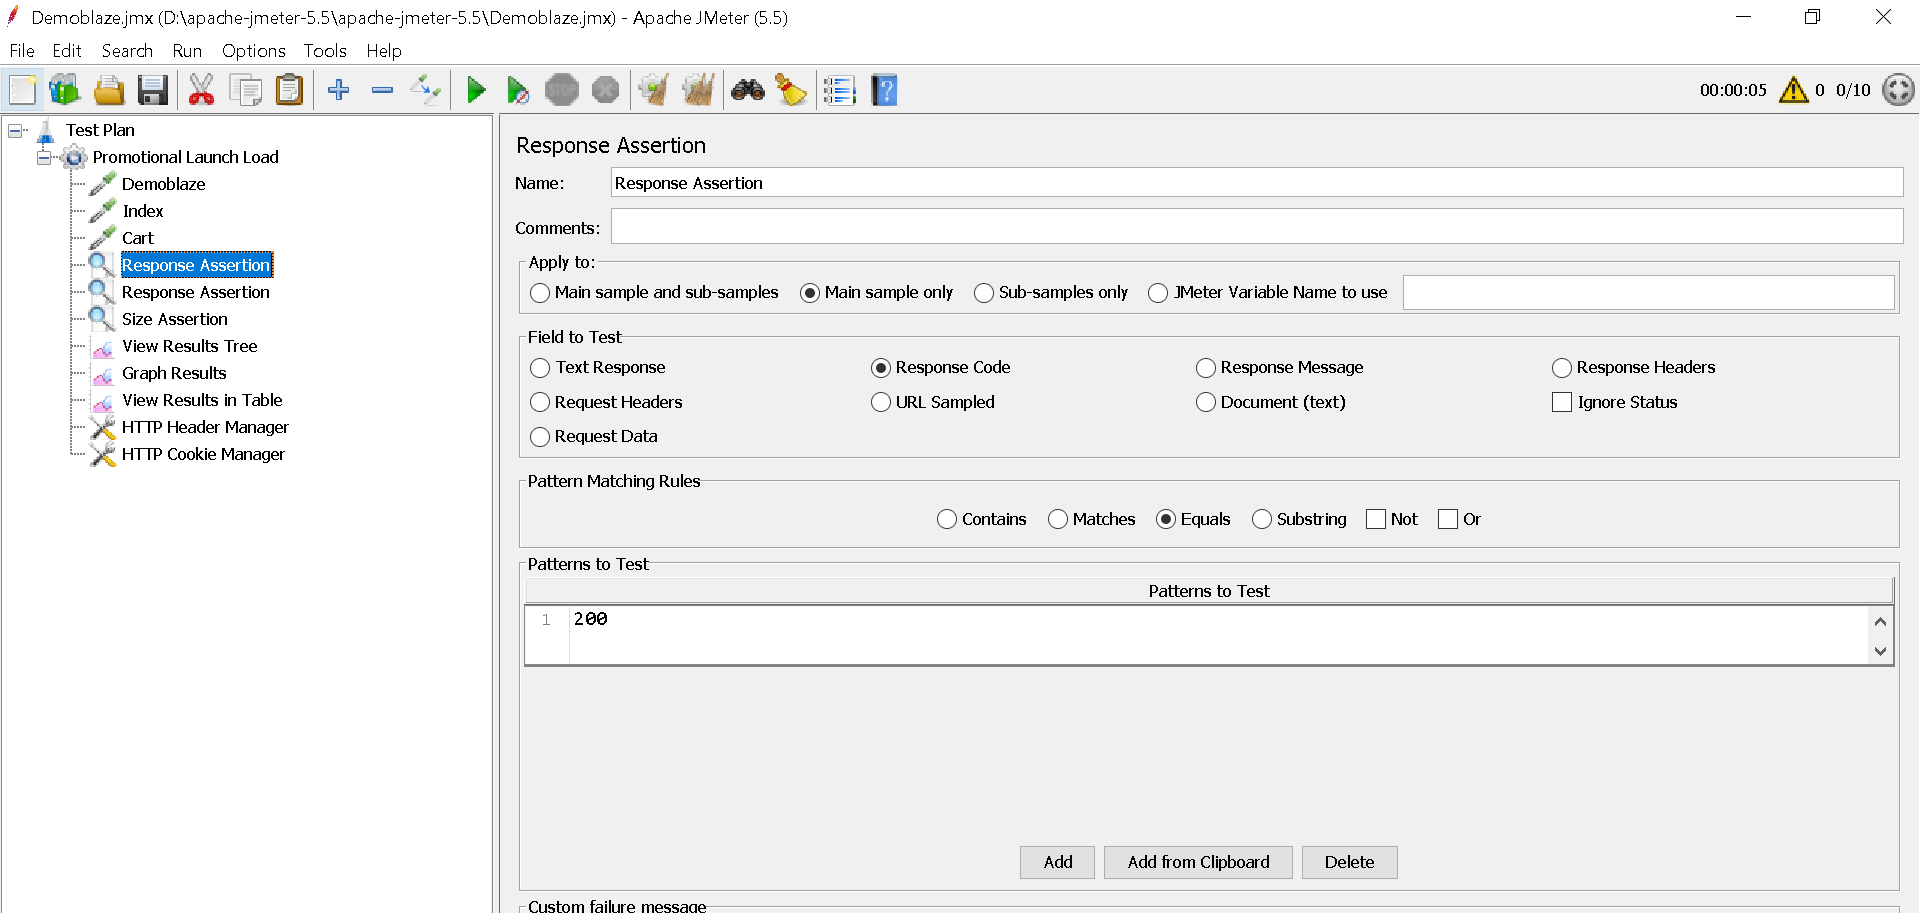 Demoblaze.jmx (D:\apache-jmeter-5.5\apache-jmeter-5.5\Demoblaze.jmx) - Apache JMeter (5.5)
File Edit Search Run Options Tools Help
STOP
00:00:05 0 0/10
Test Plan
Promotional Launch Load
Demoblaze
Index
Cart
Response Assertion
Response Assertion
Size Assertion
View Results Tree
Graph Results
View Results in Table
HTTP Header Manager
HTTP Cookie Manager
Response Assertion
Name: Response Assertion
Comments:
Apply to:
Main sample and sub-samples Main sample only Sub-samples only JMeter Variable Name to use
Field to Test
Text Response Response Code Response Message Response Headers
Request Headers URL Sampled Document (text) Ignore Status
Request Data
Pattern Matching Rules
Contains Matches Equals Substring Not Or
Patterns to Test
Patterns to Test
1 200
Add Add from Clipboard Delete
Custom failure message